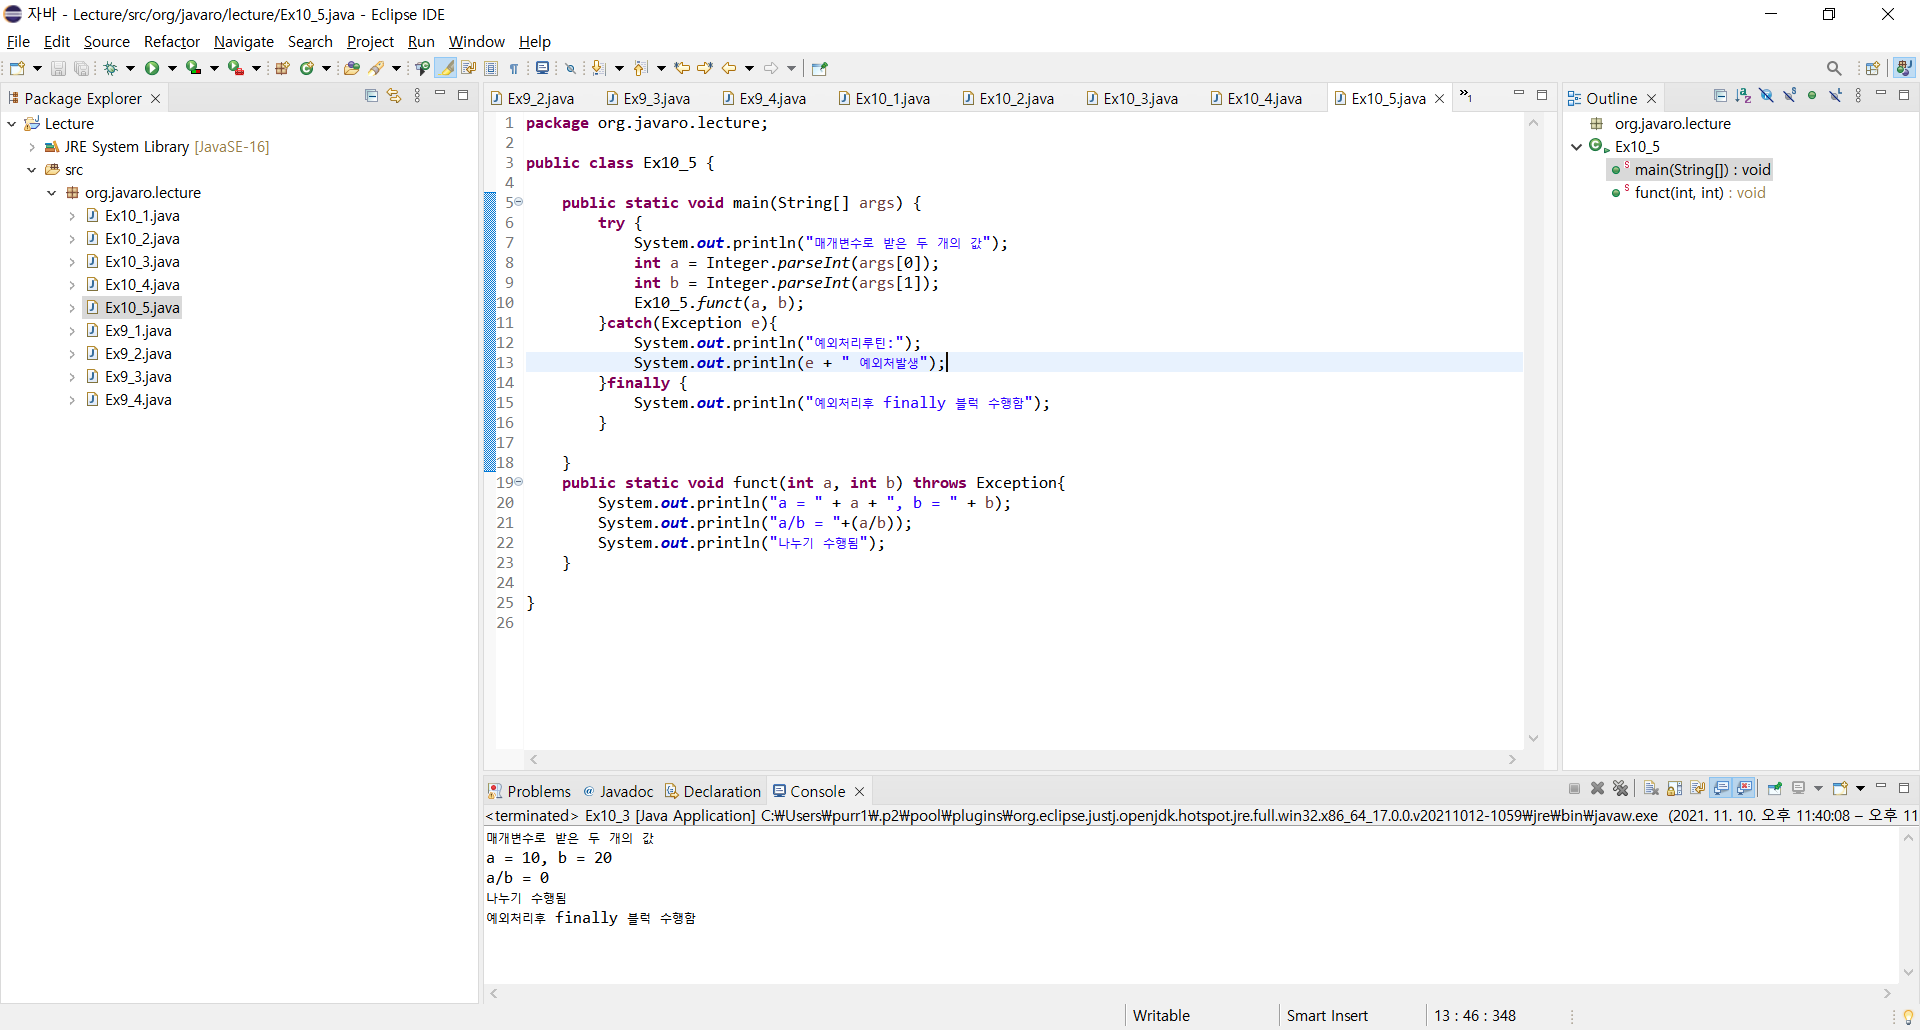 자바 - Lecture/src/org/javaro/lecture/Ex10_5.java - Eclipse IDE
File Edit Source Refactor Navigate Search Project Run Window Help
Package Explorer
Lecture
JRE System Library [JavaSE-16]
src
org.javaro.lecture
Ex10_1.java
Ex10_2.java
Ex10_3.java
Ex10_4.java
Ex10_5.java
Ex9_1.java
Ex9_2.java
Ex9_3.java
Ex9_4.java
Ex9_2.java Ex9_3.java Ex9_4.java Ex10_1.java Ex10_2.java Ex10_3.java Ex10_4.java Ex10_5.java »1
1 package org.javaro.lecture;
2
3 public class Ex10_5 {
4
5 public static void main(String[] args) {
6 try {
7 System.out.println("매개변수로 받은 두 개의 값");
8 int a = Integer.parseInt(args[0]);
9 int b = Integer.parseInt(args[1]);
10 Ex10_5.funct(a, b);
11 }catch(Exception e){
12 System.out.println("예외처리루틴:");
13 System.out.println(e + " 예외처발생");
14 }finally {
15 System.out.println("예외처리후 finally 블럭 수행함");
16 }
17
18 }
19 public static void funct(int a, int b) throws Exception{
20 System.out.println("a = " + a + ", b = " + b);
21 System.out.println("a/b = "+(a/b));
22 System.out.println("나누기 수행됨");
23 }
24
25 }
26
Outline
org.javaro.lecture
Ex10_5
main(String[]) : void
funct(int, int) : void
Problems @ Javadoc Declaration Console
<terminated> Ex10_3 [Java Application] C:₩Users₩purr1₩.p2₩pool₩plugins₩org.eclipse.justj.openjdk.hotspot.jre.full.win32.x86_64_17.0.0.v20211012-1059₩jre₩bin₩javaw.exe (2021. 11. 10. 오후 11:40:08 – 오후 11
매개변수로 받은 두 개의 값
a = 10, b = 20
a/b = 0
나누기 수행됨
예외처리후 finally 블럭 수행함
Writable Smart Insert 13 : 46 : 348